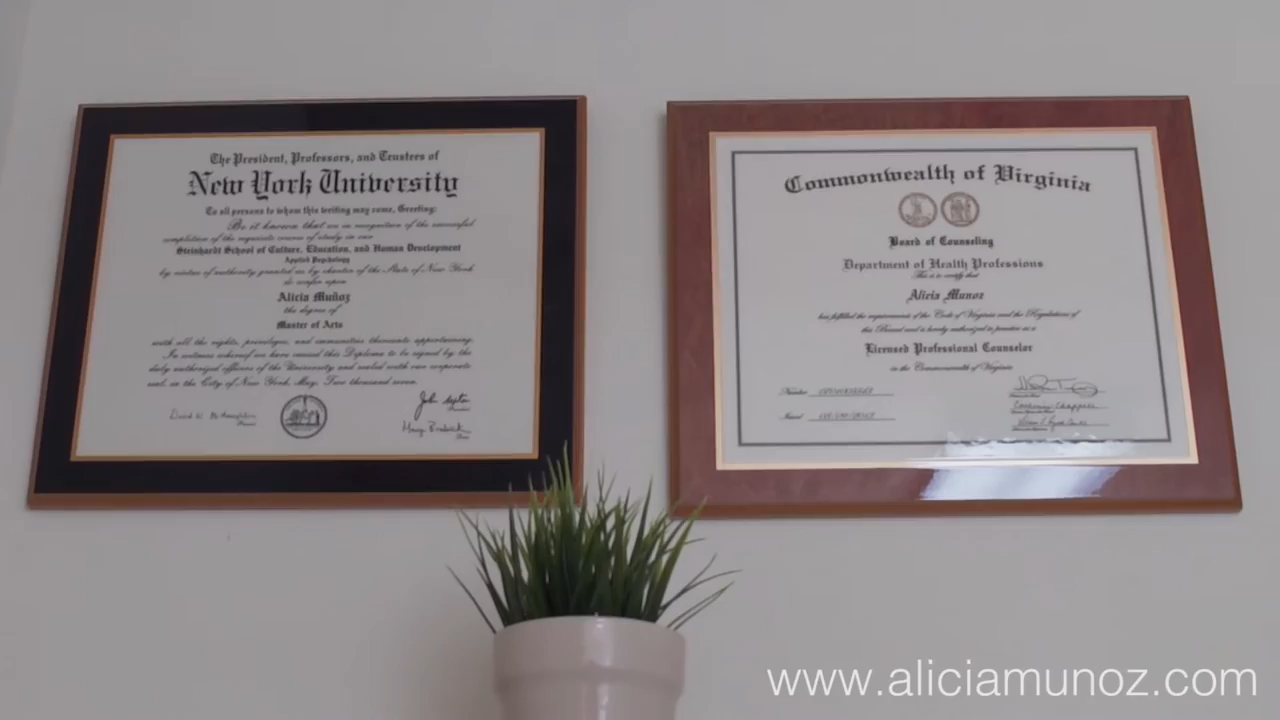 The President, Professors, and Trustees of
New York University
To all persons to whom this writing may come, Greeting:
Be it known that we in recognition of the successful
completion of the requisite course of study in our
Steinhardt School of Culture, Education, and Human Development
Applied Psychology
by virtue of authority granted us by charter of the State of New York
do confer upon
Alicia Muñoz
the degree of
Master of Arts
with all the rights, privileges, and immunities thereunto appertaining.
In witness whereof we have caused this Diploma to be signed by the
duly authorized officers of the University and sealed with our corporate
seal in the City of New York, May, Two thousand seven.
John Sexton
Commonwealth of Virginia
Board of Counseling
Department of Health Professions
This is to certify that
Alicia Munoz
has fulfilled the requirements of the Code of Virginia and the Regulations of
this Board and is hereby authorized to practice as a
Licensed Professional Counselor
in the Commonwealth of Virginia
Number
Issued
www.aliciamunoz.com